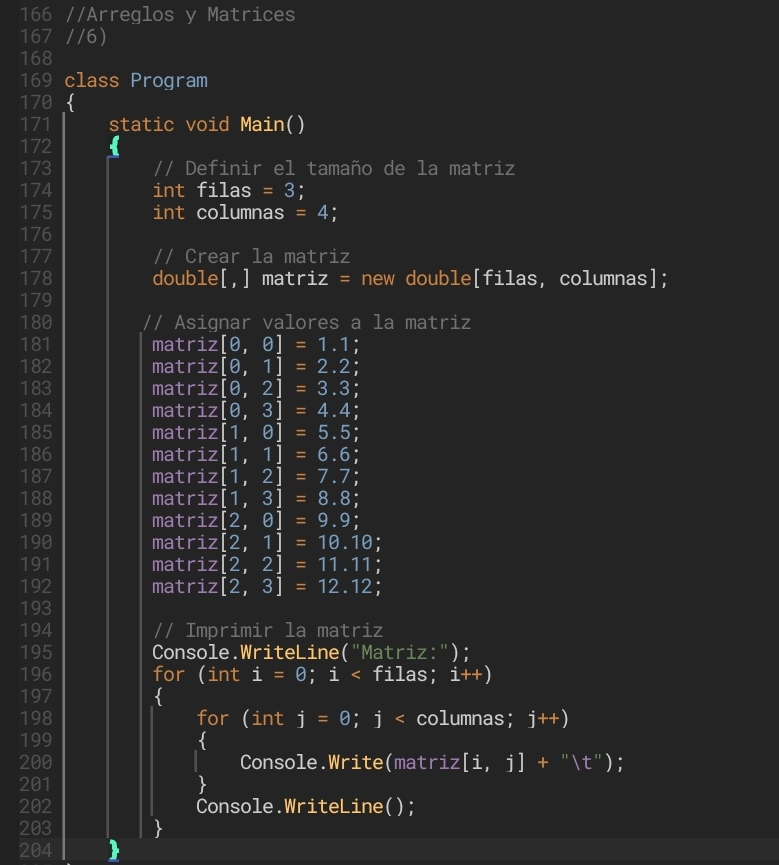 166 //Arreglos y Matrices
167 //6)
168
169 class Program
170 {
171     static void Main()
172     {
173         // Definir el tamaño de la matriz
174         int filas = 3;
175         int columnas = 4;
176
177         // Crear la matriz
178         double[,] matriz = new double[filas, columnas];
179
180        // Asignar valores a la matriz
181         matriz[0, 0] = 1.1;
182         matriz[0, 1] = 2.2;
183         matriz[0, 2] = 3.3;
184         matriz[0, 3] = 4.4;
185         matriz[1, 0] = 5.5;
186         matriz[1, 1] = 6.6;
187         matriz[1, 2] = 7.7;
188         matriz[1, 3] = 8.8;
189         matriz[2, 0] = 9.9;
190         matriz[2, 1] = 10.10;
191         matriz[2, 2] = 11.11;
192         matriz[2, 3] = 12.12;
193
194         // Imprimir la matriz
195         Console.WriteLine("Matriz:");
196         for (int i = 0; i < filas; i++)
197         {
198             for (int j = 0; j < columnas; j++)
199             {
200                 Console.Write(matriz[i, j] + "\t");
201             }
202             Console.WriteLine();
203         }
204     }